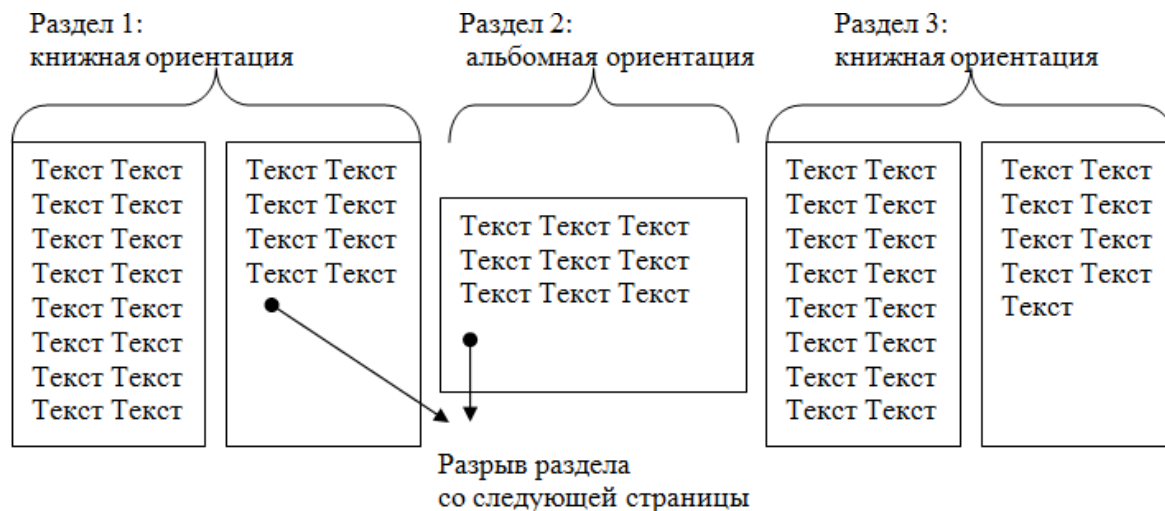 Раздел 1:
книжная ориентация
Раздел 2:
альбомная ориентация
Раздел 3:
книжная ориентация
Текст Текст
Текст Текст
Текст Текст
Текст Текст
Текст Текст
Текст Текст
Текст Текст
Текст Текст
Текст Текст
Текст Текст
Текст Текст
Текст Текст
Текст Текст Текст
Текст Текст Текст
Текст Текст Текст
Текст Текст
Текст Текст
Текст Текст
Текст Текст
Текст Текст
Текст Текст
Текст Текст
Текст Текст
Текст Текст
Текст Текст
Текст Текст
Текст Текст
Текст
Разрыв раздела
со следующей страницы